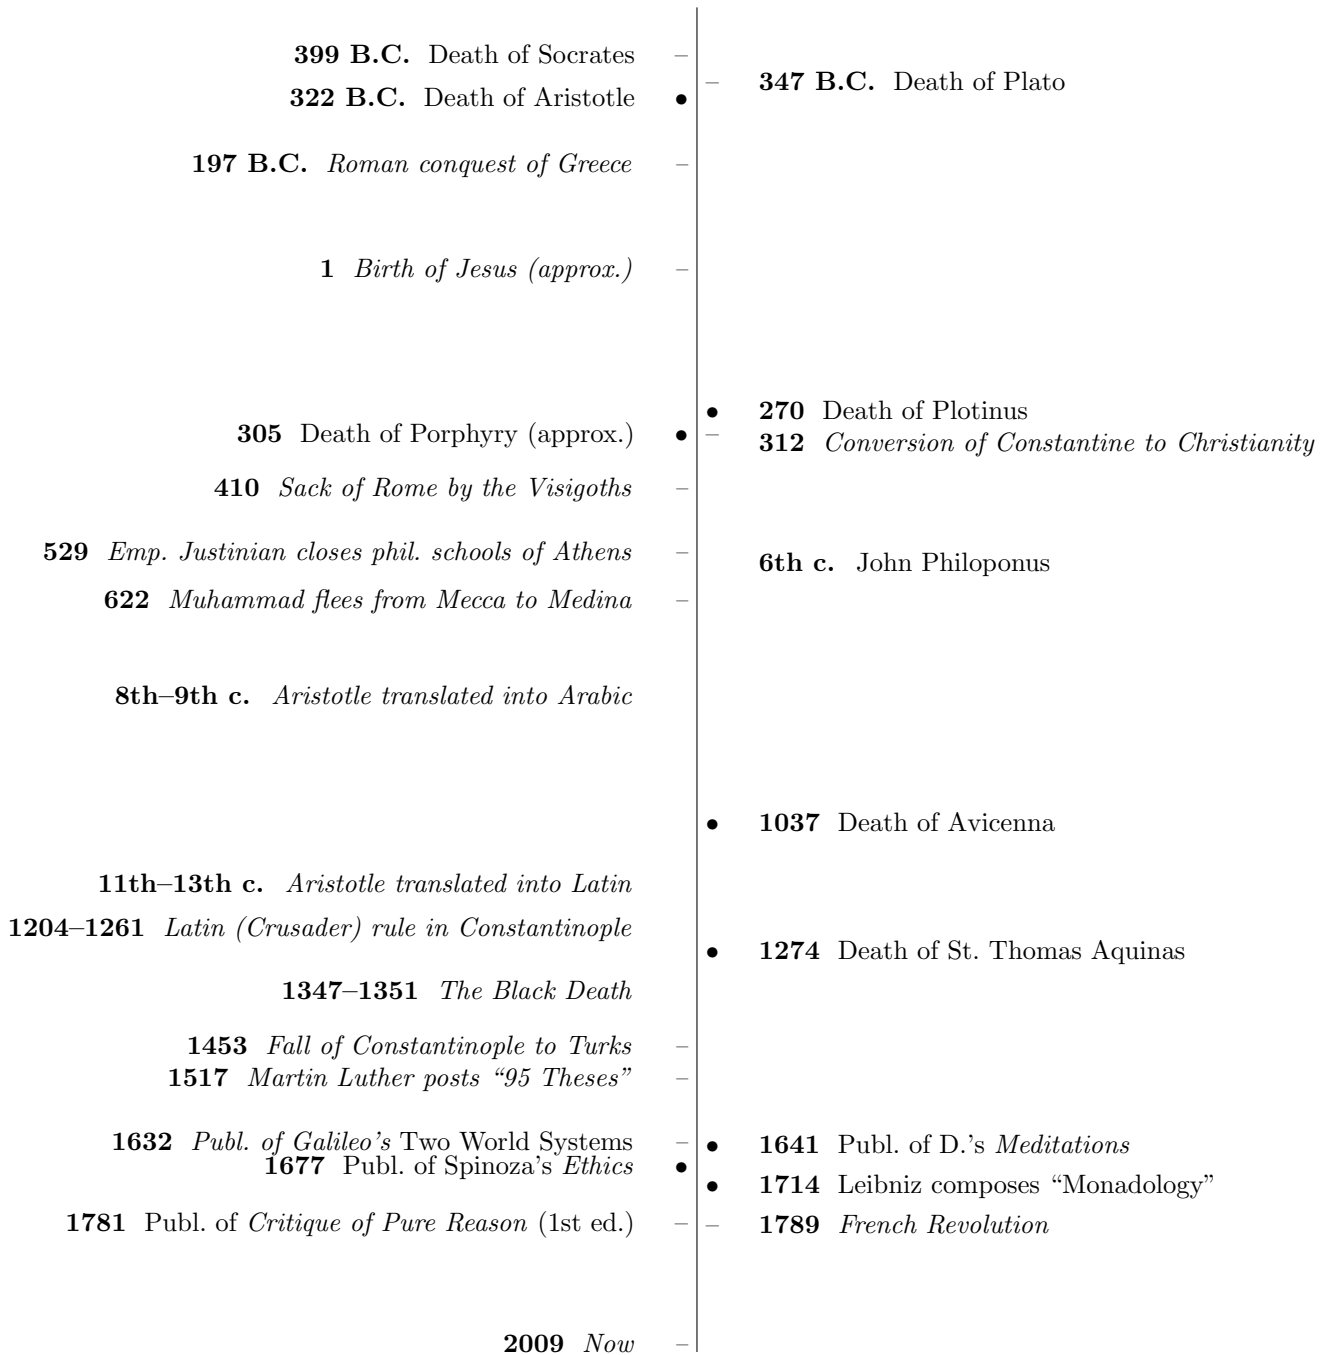 399 B.C. Death of Socrates
347 B.C. Death of Plato
322 B.C. Death of Aristotle
197 B.C. Roman conquest of Greece
1 Birth of Jesus (approx.)
270 Death of Plotinus
305 Death of Porphyry (approx.)
312 Conversion of Constantine to Christianity
410 Sack of Rome by the Visigoths
529 Emp. Justinian closes phil. schools of Athens
6th c. John Philoponus
622 Muhammad flees from Mecca to Medina
8th–9th c. Aristotle translated into Arabic
1037 Death of Avicenna
11th–13th c. Aristotle translated into Latin
1204–1261 Latin (Crusader) rule in Constantinople
1274 Death of St. Thomas Aquinas
1347–1351 The Black Death
1453 Fall of Constantinople to Turks
1517 Martin Luther posts “95 Theses”
1632 Publ. of Galileo’s Two World Systems
1641 Publ. of D.’s Meditations
1677 Publ. of Spinoza’s Ethics
1714 Leibniz composes “Monadology”
1781 Publ. of Critique of Pure Reason (1st ed.)
1789 French Revolution
2009 Now